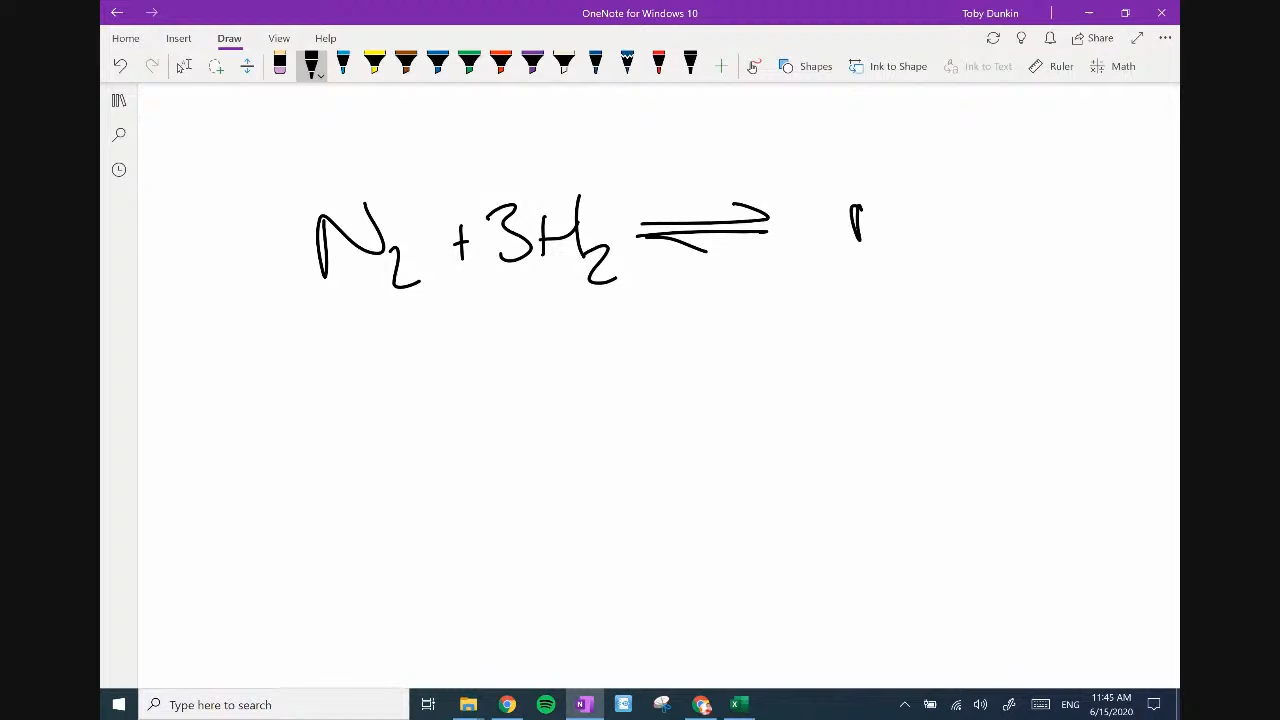 OneNote for Windows 10
Toby Dunkin
Home Insert Draw View Help
Share
Shapes Ink to Shape Ink to Text Ruler Math
N₂ + 3H₂ ⇌
Type here to search
ENG
11:45 AM
6/15/2020